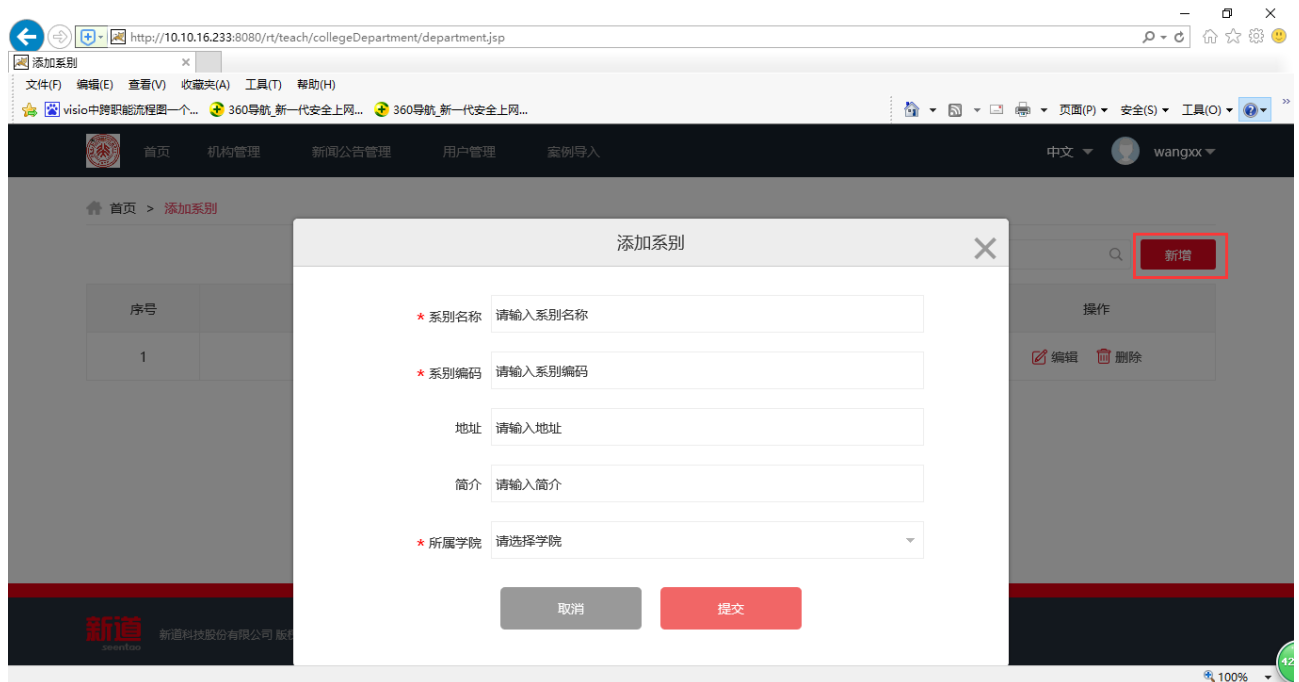 http://10.10.16.233:8080/rt/teach/collegeDepartment/department.jsp
添加系别
文件(F) 编辑(E) 查看(V) 收藏夹(A) 工具(T) 帮助(H)
visio中跨职能流程图一个... 360导航_新一代安全上网... 360导航_新一代安全上网... 页面(P) 安全(S) 工具(O)
首页 机构管理 新闻公告管理 用户管理 案例导入 中文 wangxx
首页 > 添加系别
添加系别
新增
序号 操作
1 编辑 删除
* 系别名称 请输入系别名称
* 系别编码 请输入系别编码
地址 请输入地址
简介 请输入简介
* 所属学院 请选择学院
取消 提交
新道 seentao 新道科技股份有限公司 版权
42
100%